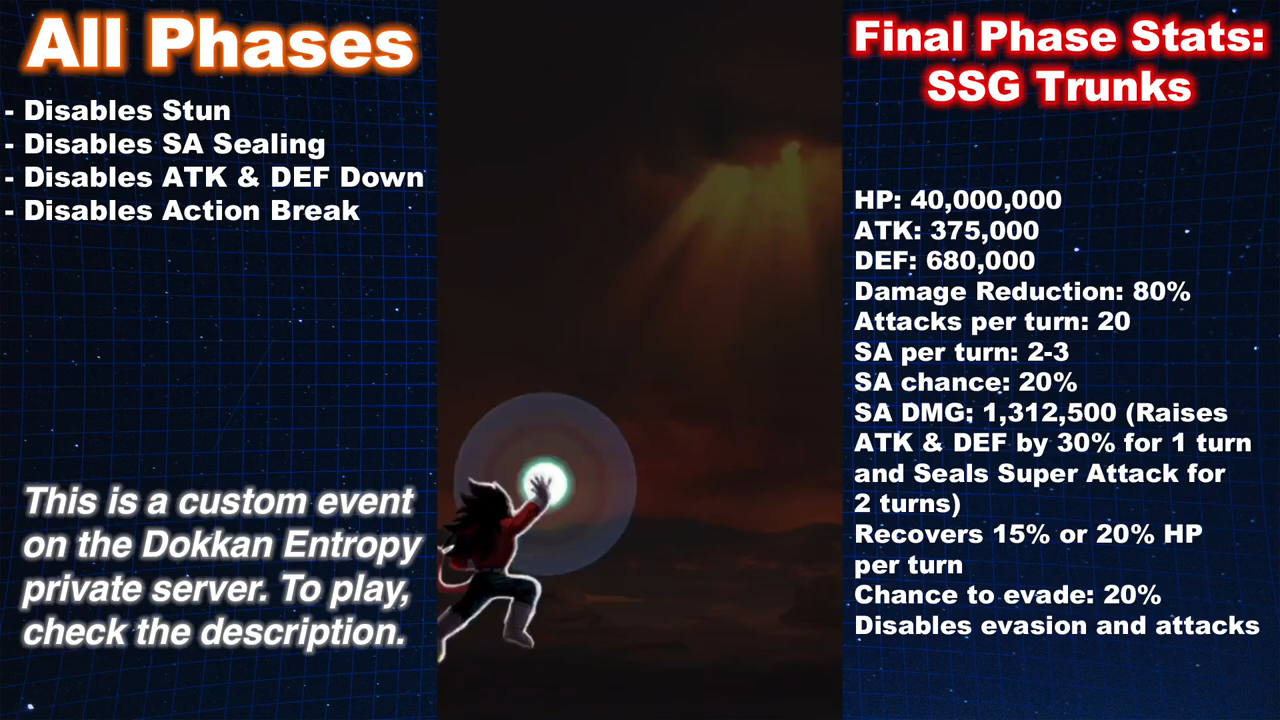 All Phases
- Disables Stun
- Disables SA Sealing
- Disables ATK & DEF Down
- Disables Action Break
This is a custom event
on the Dokkan Entropy
private server. To play,
check the description.
Final Phase Stats:
SSG Trunks
HP: 40,000,000
ATK: 375,000
DEF: 680,000
Damage Reduction: 80%
Attacks per turn: 20
SA per turn: 2-3
SA chance: 20%
SA DMG: 1,312,500 (Raises
ATK & DEF by 30% for 1 turn
and Seals Super Attack for
2 turns)
Recovers 15% or 20% HP
per turn
Chance to evade: 20%
Disables evasion and attacks